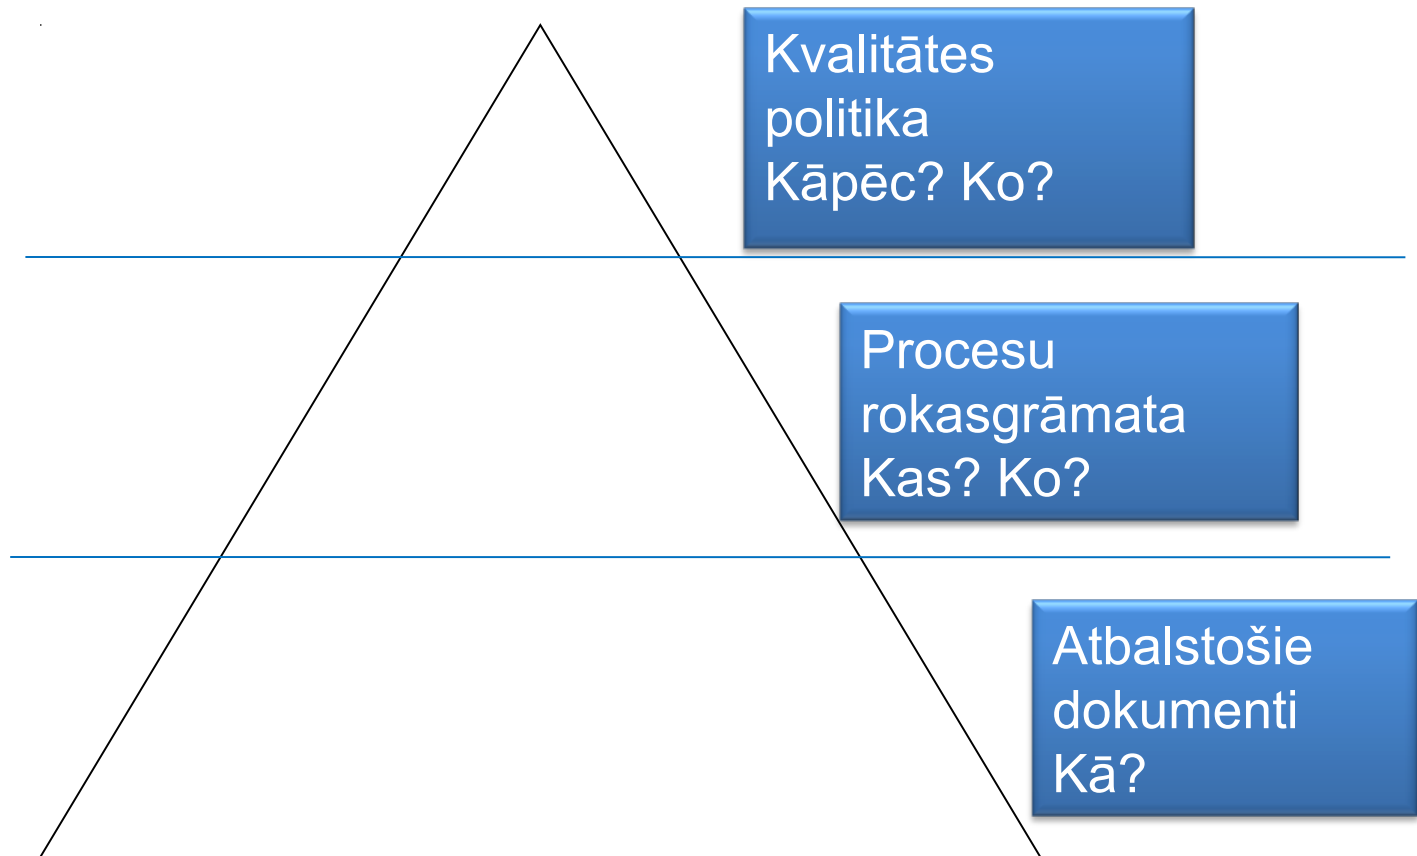 Kvalitātes
politika
Kāpēc? Ko?
Procesu
rokasgrāmata
Kas? Ko?
Atbalstošie
dokumenti
Kā?